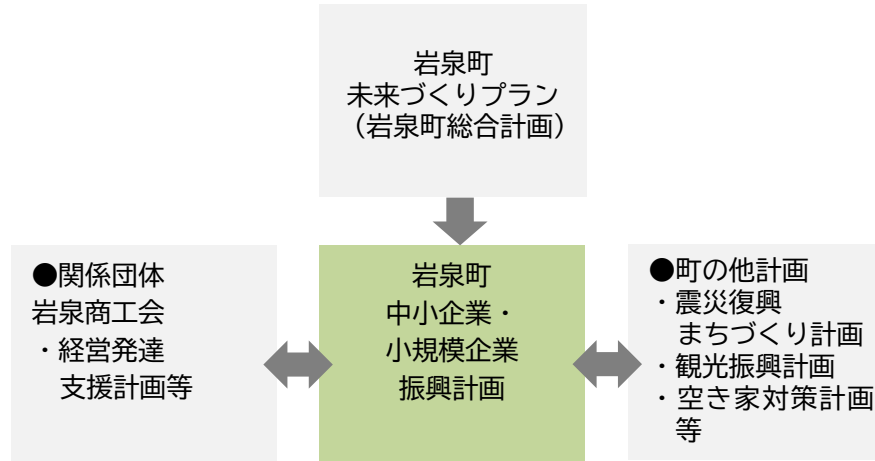 岩泉町
未来づくりプラン
（岩泉町総合計画）
●関係団体
岩泉商工会
・経営発達
支援計画等
岩泉町
中小企業・
小規模企業
振興計画
●町の他計画
・震災復興
まちづくり計画
・観光振興計画
・空き家対策計画
等